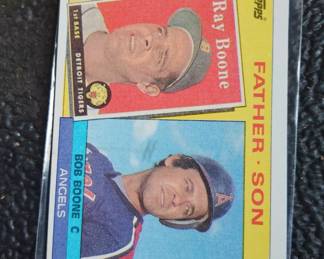 TOPPS
FATHER · SON
Ray Boone
1st BASE
DETROIT TIGERS
BOB BOONE C
ANGELS